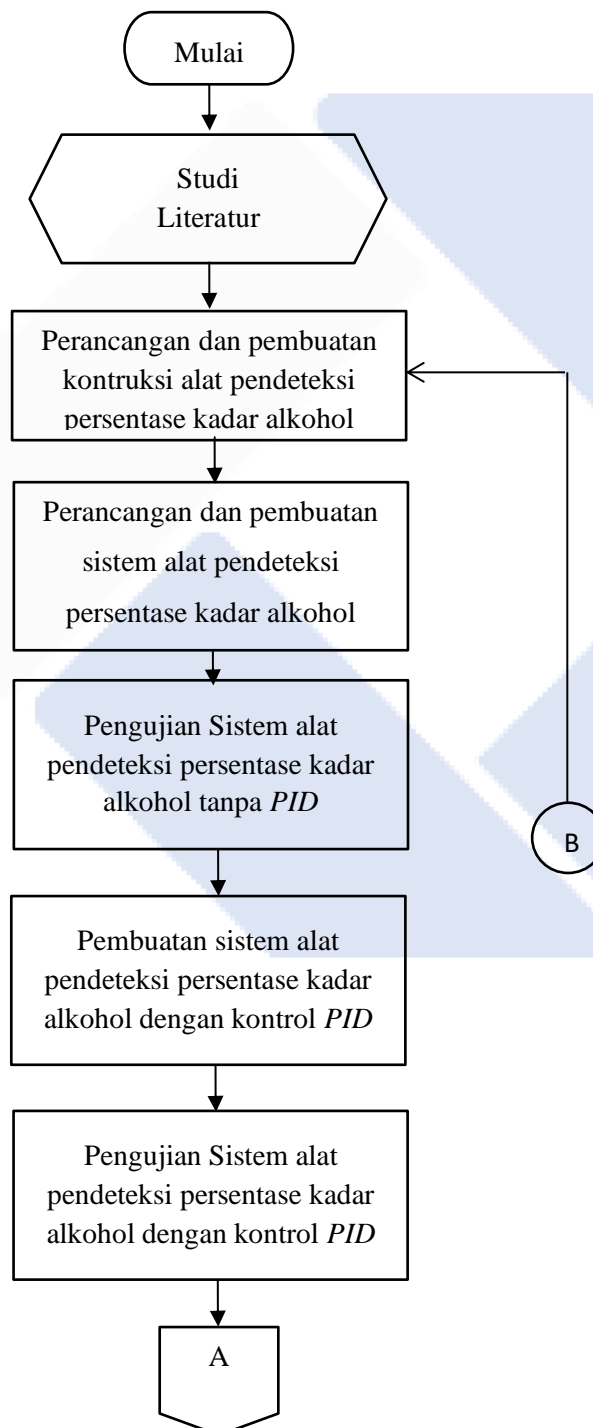 Mulai
Studi
Literatur
Perancangan dan pembuatan
kontruksi alat pendeteksi
persentase kadar alkohol
Perancangan dan pembuatan
sistem alat pendeteksi
persentase kadar alkohol
Pengujian Sistem alat
pendeteksi persentase kadar
alkohol tanpa PID
B
Pembuatan sistem alat
pendeteksi persentase kadar
alkohol dengan kontrol PID
Pengujian Sistem alat
pendeteksi persentase kadar
alkohol dengan kontrol PID
A